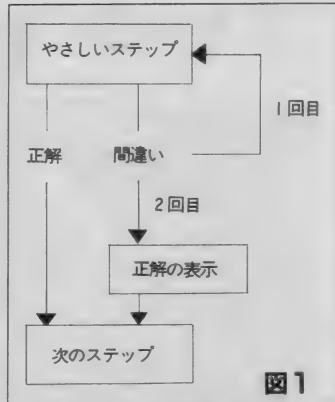 やさしいステップ
1回目
正解 間違い
2回目
正解の表示
次のステップ
図1